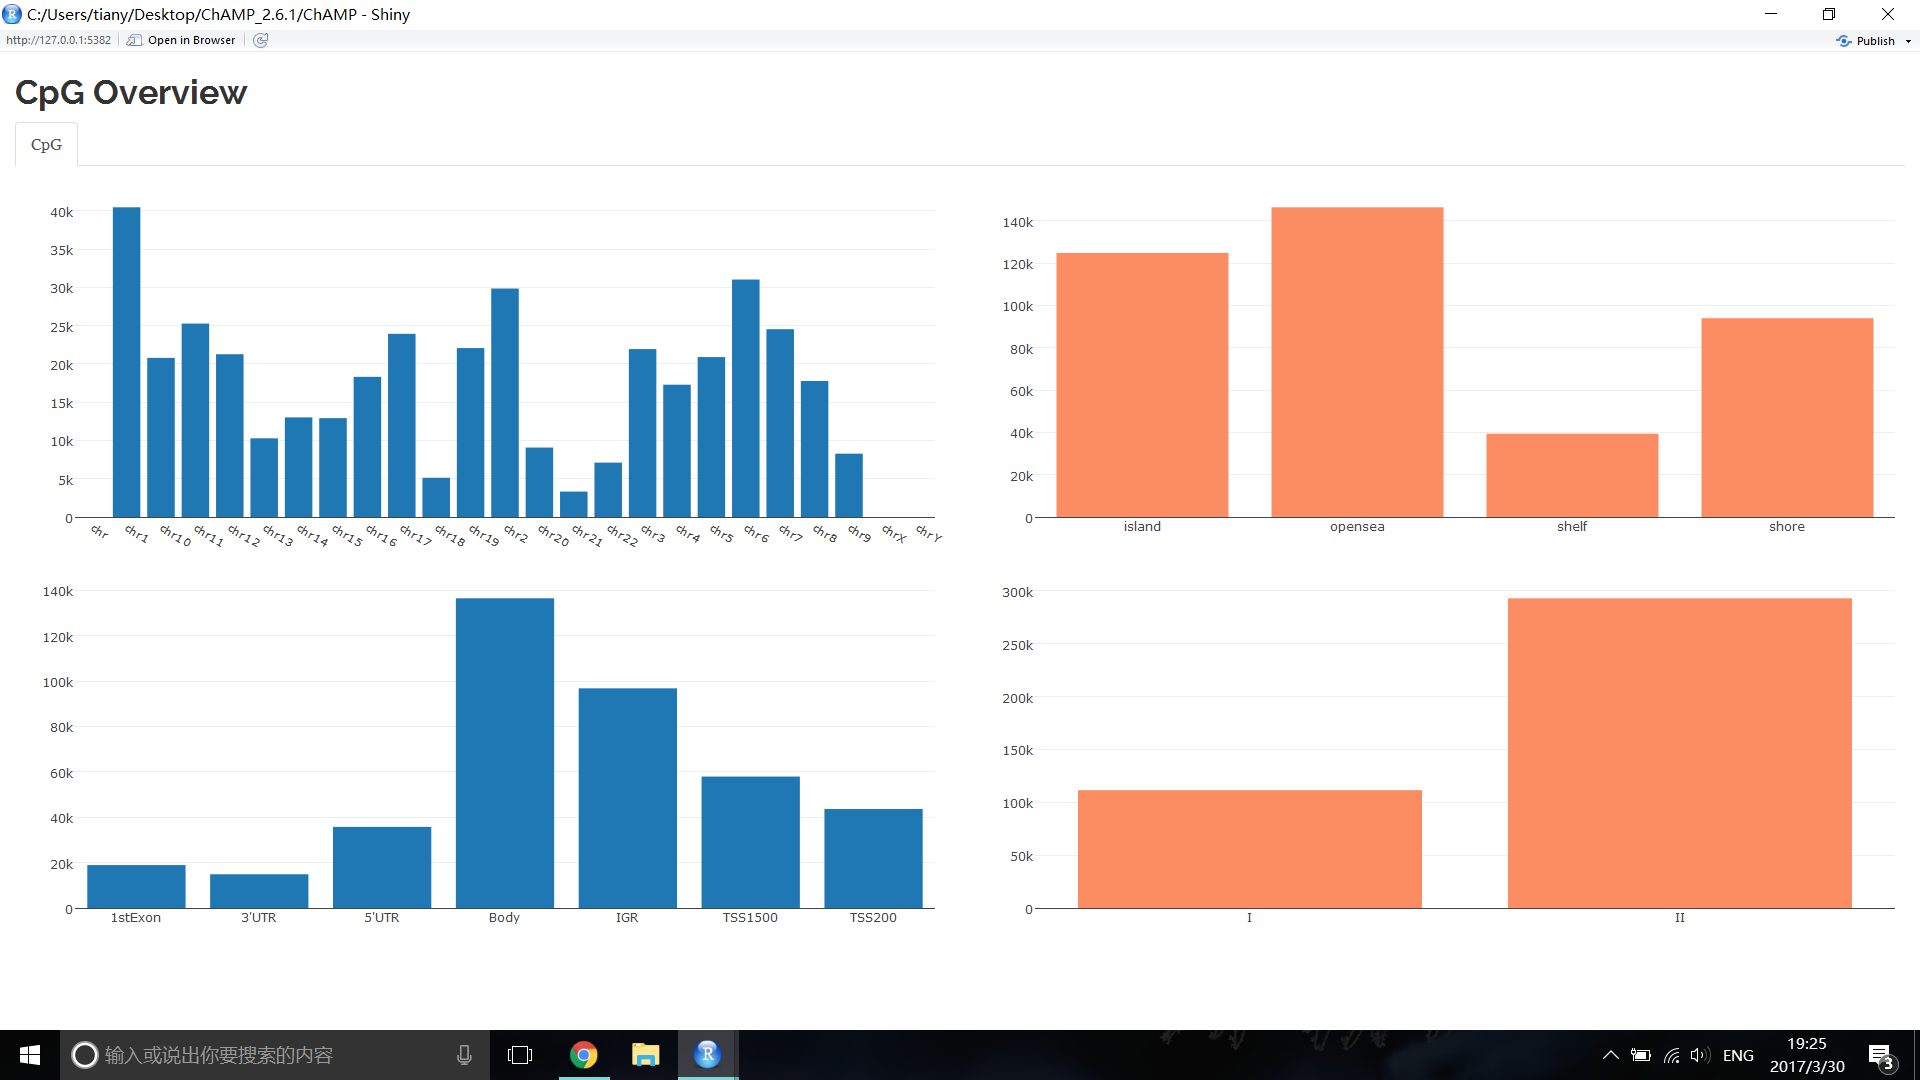 C:/Users/tiany/Desktop/ChAMP_2.6.1/ChAMP - Shiny
http://127.0.0.1:5382
Open in Browser
Publish
CpG Overview
CpG
40k
35k
30k
25k
20k
15k
10k
5k
0
chr chr1 chr10 chr11 chr12 chr13 chr14 chr15 chr16 chr17 chr18 chr19 chr2 chr20 chr21 chr22 chr3 chr4 chr5 chr6 chr7 chr8 chr9 chrX chrY
140k
120k
100k
80k
60k
40k
20k
0
island opensea shelf shore
140k
120k
100k
80k
60k
40k
20k
0
1stExon 3'UTR 5'UTR Body IGR TSS1500 TSS200
300k
250k
200k
150k
100k
50k
0
I II
输入或说出你要搜索的内容
R
ENG
19:25
2017/3/30
3